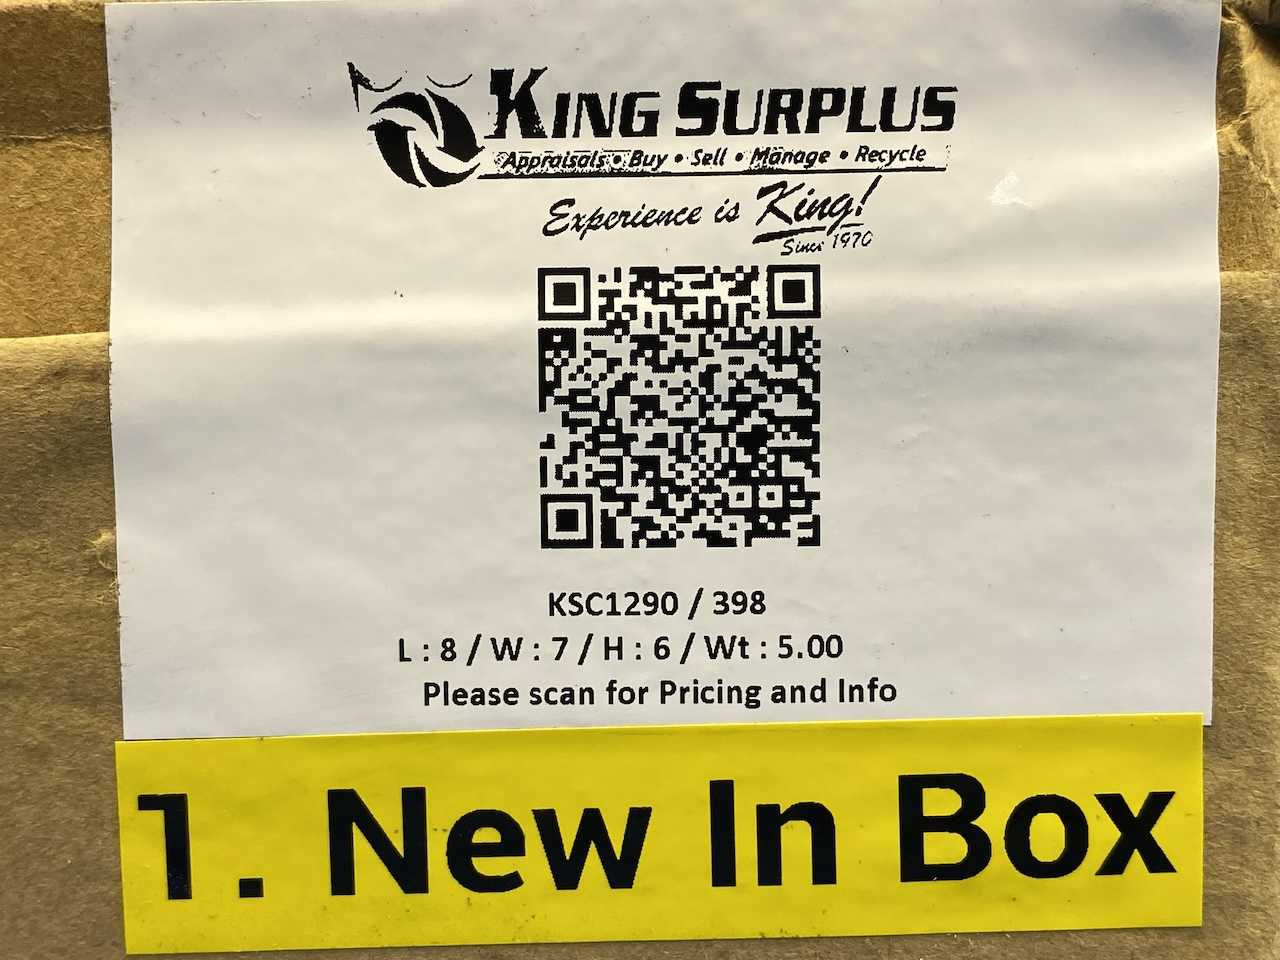 KING SURPLUS
Appraisals • Buy • Sell • Manage • Recycle
Experience is King!
Since 1970
KSC1290 / 398
L : 8 / W : 7 / H : 6 / Wt : 5.00
Please scan for Pricing and Info
1. New In Box